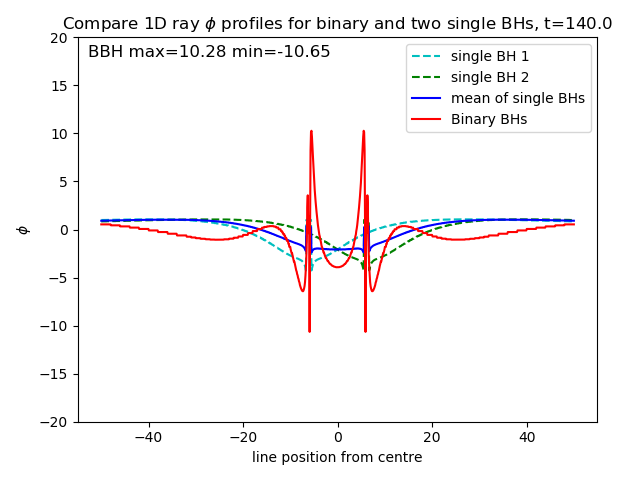 Compare 1D ray ϕ profiles for binary and two single BHs, t=140.0
BBH max=10.28 min=-10.65
single BH 1
single BH 2
mean of single BHs
Binary BHs
20
15
10
5
0
−5
−10
−15
−20
ϕ
−40
−20
0
20
40
line position from centre